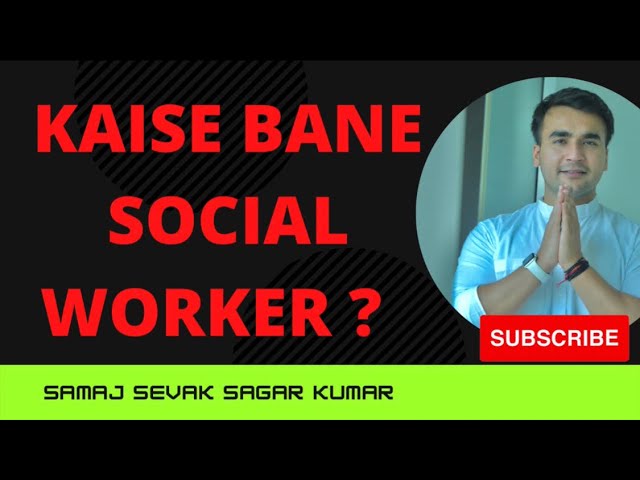 KAISE BANE
SOCIAL
WORKER ?
SUBSCRIBE
SAMAJ SEVAK SAGAR KUMAR